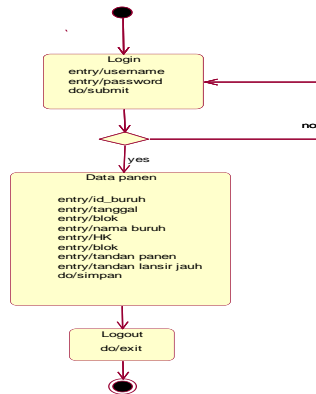 Login
entry/username
entry/password
do/submit
no
yes
Data panen
entry/id_buruh
entry/tanggal
entry/blok
entry/nama buruh
entry/HK
entry/blok
entry/tandan panen
entry/tandan lansir jauh
do/simpan
Logout
do/exit